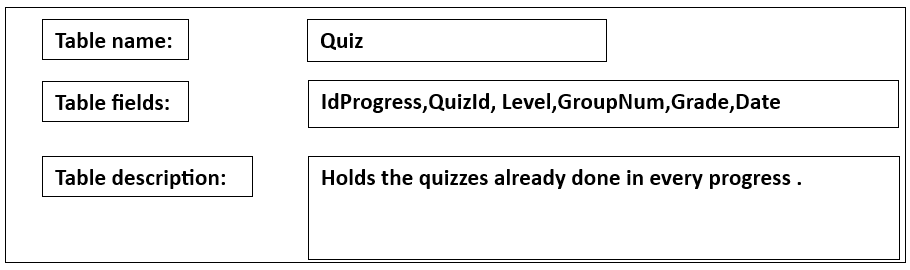 Table name:
Quiz
Table fields:
IdProgress,QuizId, Level,GroupNum,Grade,Date
Table description:
Holds the quizzes already done in every progress .